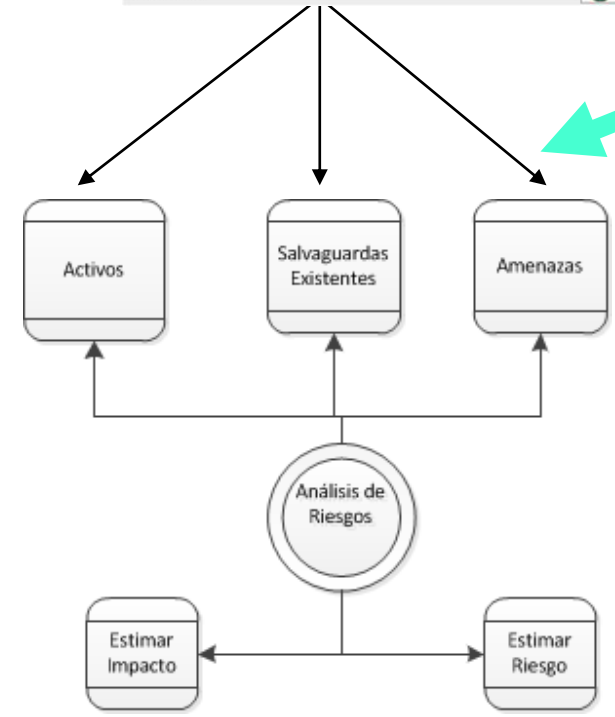 Activos
Salvaguardas
Existentes
Amenazas
Análisis de
Riesgos
Estimar
Impacto
Estimar
Riesgo